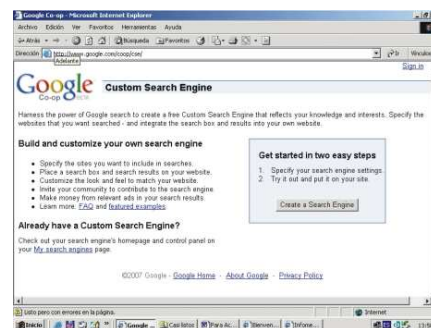 Google Co-op - Microsoft Internet Explorer
Archivo Edición Ver Favoritos Herramientas Ayuda
Atrás Búsqueda Favoritos
Dirección http://www.google.com/coop/cse/
Adelante
Sign in
Google Co-op
Custom Search Engine
Harness the power of Google search to create a free Custom Search Engine that reflects your knowledge and interests. Specify the
websites that you want searched - and integrate the search box and results into your own website.
Build and customize your own search engine
Specify the sites you want to include in searches.
Place a search box and search results on your website.
Customize the look and feel to match your website.
Invite your community to contribute to the search engine.
Make money from relevant ads in your search results.
Learn more. FAQ and featured examples.
Get started in two easy steps
1. Specify your search engine settings.
2. Try it out and put it on your site.
Create a Search Engine
Already have a Custom Search Engine?
Check out your search engine's homepage and control panel on
your My search engines page.
©2007 Google - Google Home - About Google - Privacy Policy
Listo pero con errores en la página. Internet
Inicio Google ... Casi listos Para Ac...